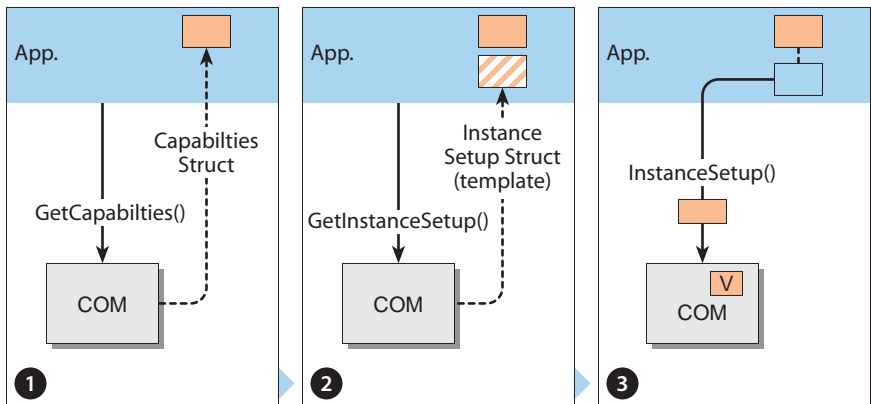 App.
Capabilties
Struct
GetCapabilties()
COM
1
App.
Instance
Setup Struct
(template)
GetInstanceSetup()
COM
2
App.
InstanceSetup()
V
COM
3